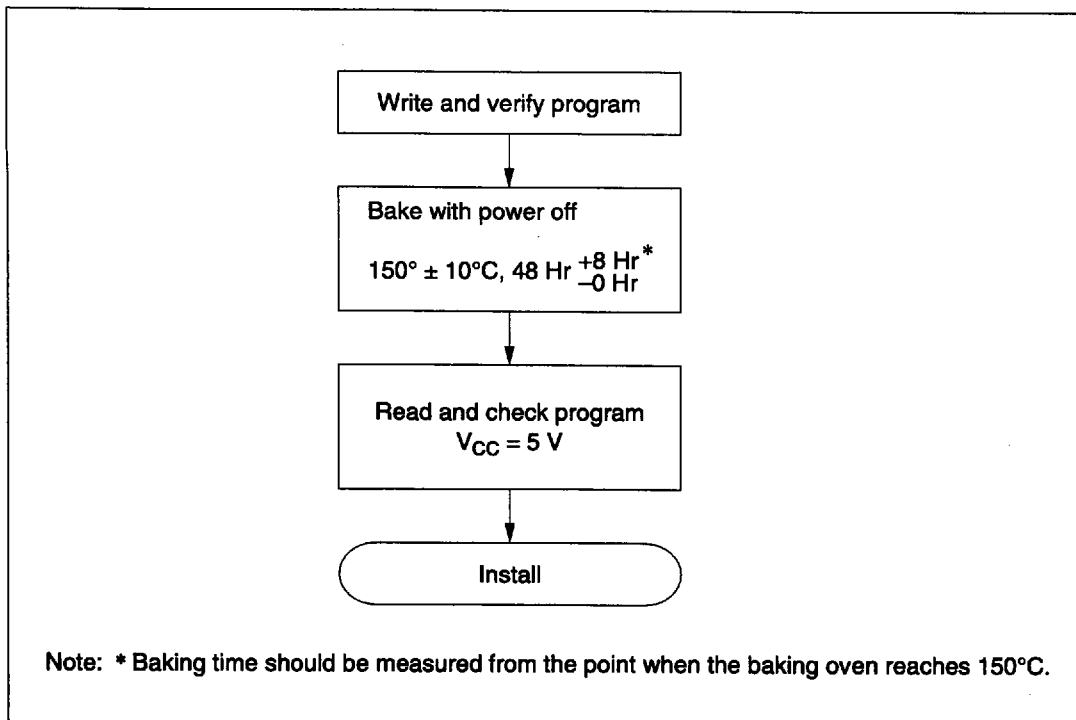 Write and verify program
Bake with power off
150° ± 10°C, 48 Hr +8 Hr*
–0 Hr
Read and check program
VCC = 5 V
Install
Note: * Baking time should be measured from the point when the baking oven reaches 150°C.